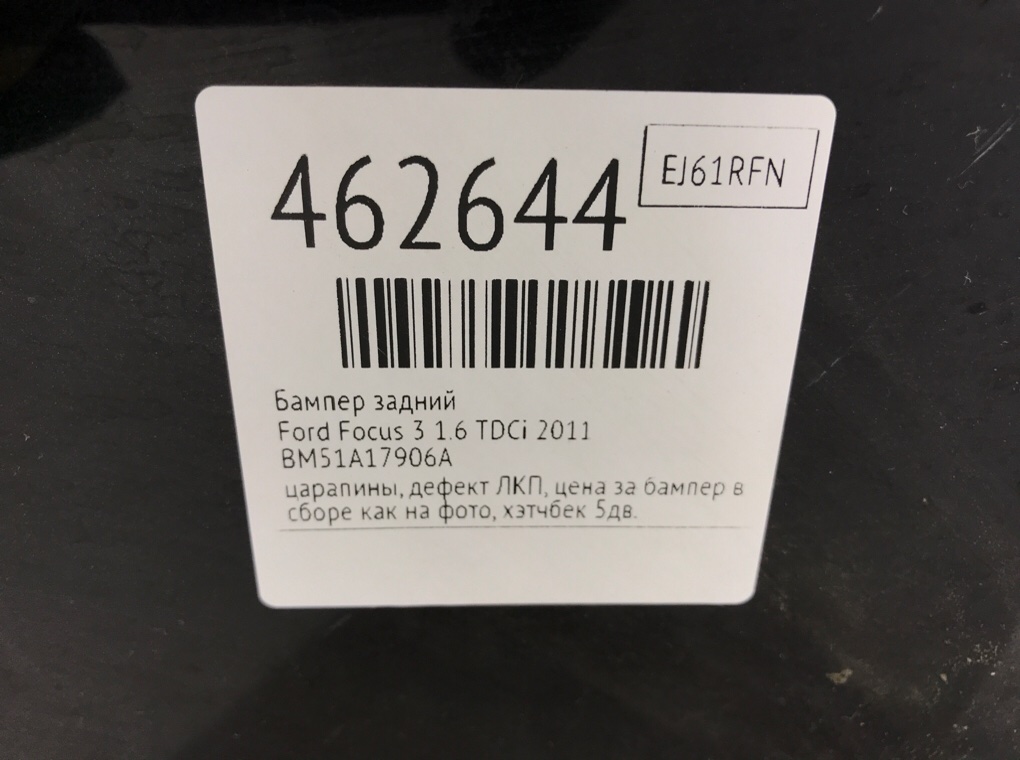 EJ61RFN
462644
Бампер задний
Ford Focus 3 1.6 TDCi 2011
BM51A17906A
царапины, дефект ЛКП, цена за бампер в
сборе как на фото, хэтчбек 5дв.